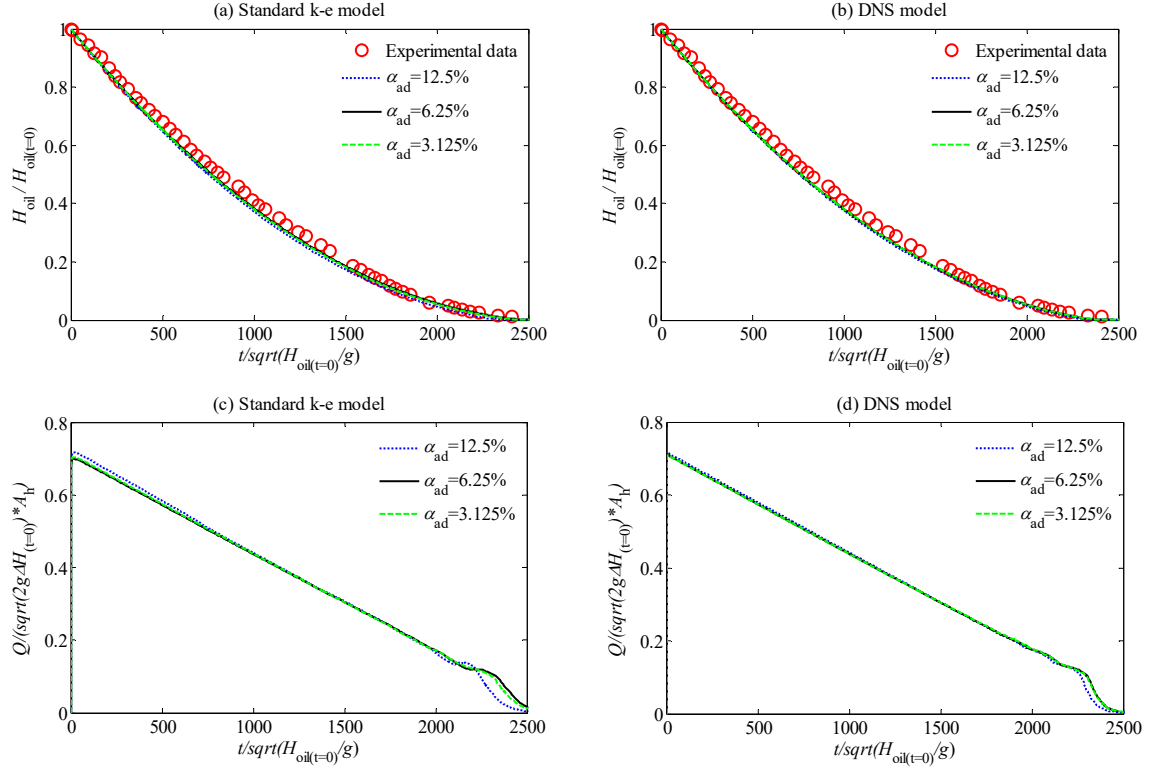 (a) Standard k-e model
H_oil / H_oil(t=0)
1
0.8
0.6
0.4
0.2
0
0 500 1000 1500 2000 2500
t/sqrt(H_oil(t=0)/g)
Experimental data
α_ad=12.5%
α_ad=6.25%
α_ad=3.125%
(b) DNS model
H_oil / H_oil(t=0)
1
0.8
0.6
0.4
0.2
0
0 500 1000 1500 2000 2500
t/sqrt(H_oil(t=0)/g)
Experimental data
α_ad=12.5%
α_ad=6.25%
α_ad=3.125%
(c) Standard k-e model
Q/(sqrt(2gΔH_(t=0))*A_h)
0.8
0.6
0.4
0.2
0
0 500 1000 1500 2000 2500
t/sqrt(H_oil(t=0)/g)
α_ad=12.5%
α_ad=6.25%
α_ad=3.125%
(d) DNS model
Q/(sqrt(2gΔH_(t=0))*A_h)
0.8
0.6
0.4
0.2
0
0 500 1000 1500 2000 2500
t/sqrt(H_oil(t=0)/g)
α_ad=12.5%
α_ad=6.25%
α_ad=3.125%